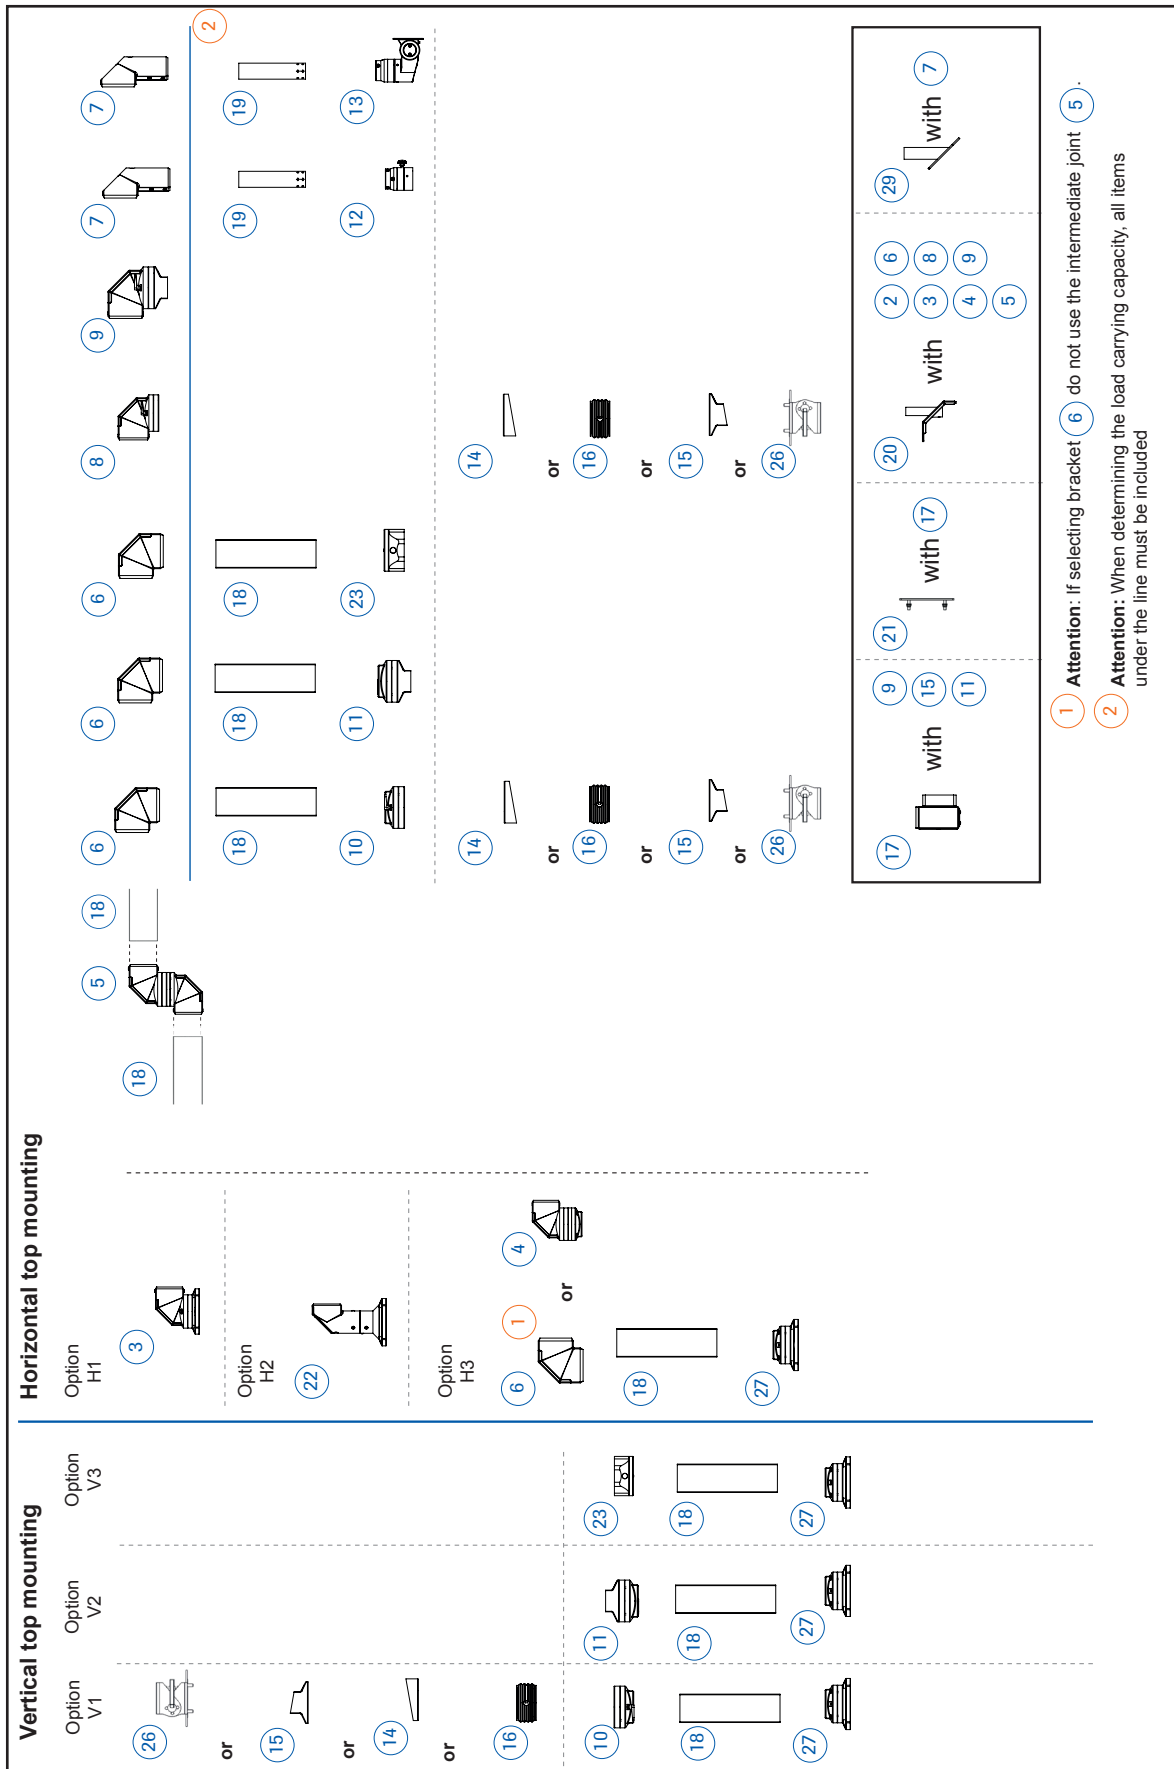 Vertical top mounting
Horizontal top mounting
Option
V1
Option
V2
Option
V3
26
or
15
or
14
or
16
10
18
27
11
18
27
23
18
27
Option
H1
3
Option
H2
22
Option
H3
6
1
or
4
18
27
18
5
18
6
6
6
8
9
7
7
2
18
18
18
19
19
10
11
23
12
13
14
or
16
or
15
or
26
14
or
16
or
15
or
26
17
with
9
15
11
21
with 17
20
with
2 6
3 8
4 9
5
29
with 7
1 Attention: If selecting bracket 6 do not use the intermediate joint 5 .
2 Attention: When determining the load carrying capacity, all items
under the line must be included